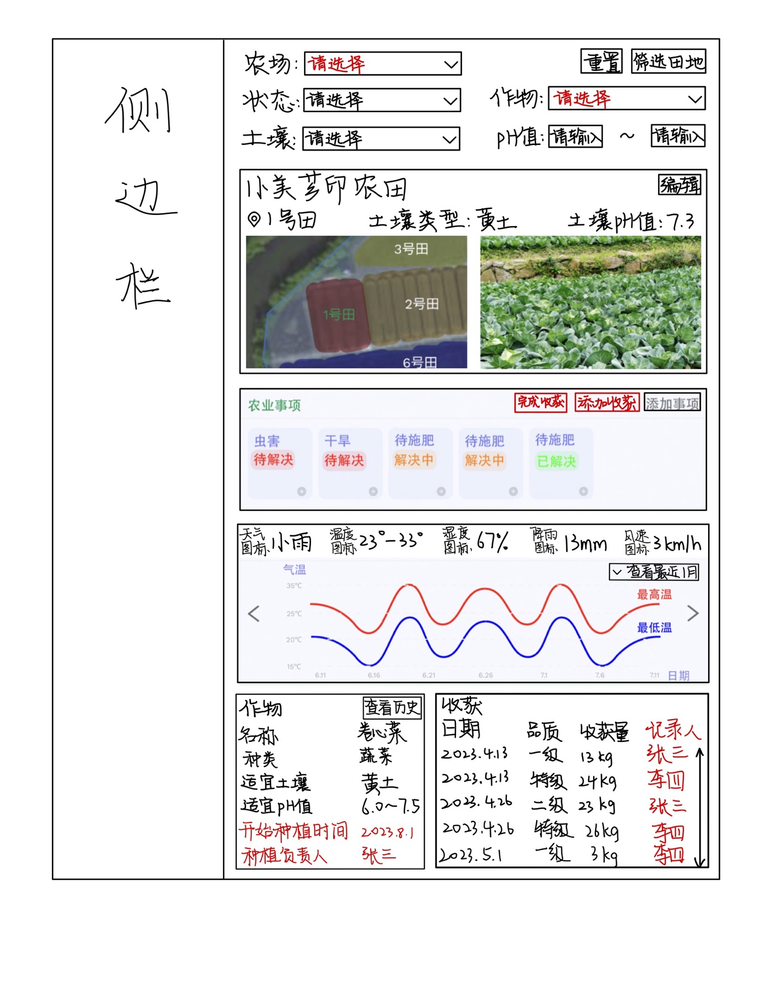 侧边栏
农场: 请选择 重置 筛选田地
状态: 请选择 作物: 请选择
土壤: 请选择 pH值: 请输入 ~ 请输入
小美芗印农田 编辑
1号田 土壤类型: 黄土 土壤pH值: 7.3
3号田
1号田 2号田
6号田
农业事项 完成收获 添加收获 添加事项
虫害 干旱 待施肥 待施肥 待施肥
待解决 待解决 解决中 解决中 已解决
天气图标、小雨 温度图标 23°-33° 湿度图标、67% 降雨图标、13mm 风速图标 3km/h
气温 查看最近1月
35℃
最高温
25℃
最低温
20℃
15℃
6.11 6.16 6.21 6.26 7.1 7.6 7.11 日期
作物 查看历史
名称 卷心菜
种类 蔬菜
适宜土壤 黄土
适宜pH值 6.0~7.5
开始种植时间 2023.8.1
种植负责人 张三
收获
日期 品质 收获量 记录人
2023.4.13 一级 13kg 张三
2023.4.13 特级 24kg 李四
2023.4.26 二级 23kg 张三
2023.4.26 特级 26kg 李四
2023.5.1 一级 3kg 李四